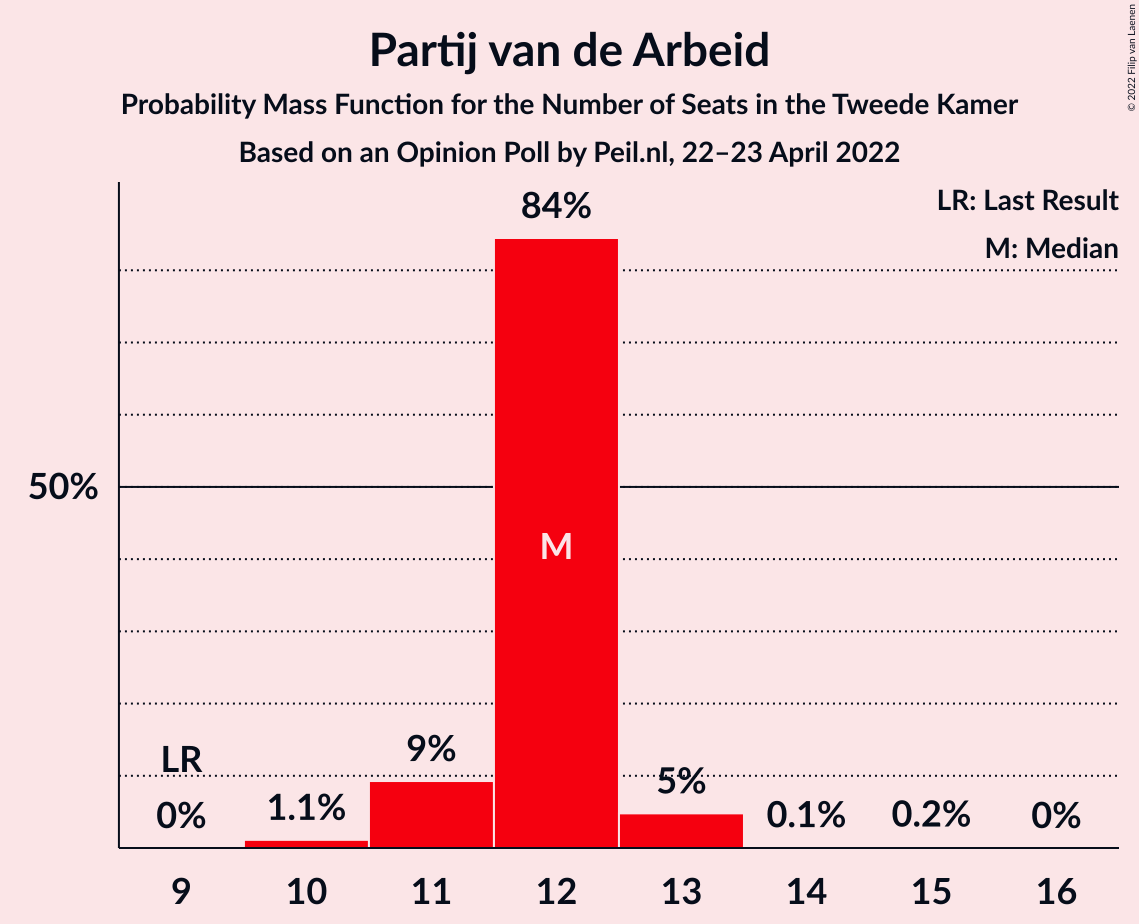 Partij van de Arbeid
Probability Mass Function for the Number of Seats in the Tweede Kamer
Based on an Opinion Poll by Peil.nl, 22–23 April 2022
© 2022 Filip van Laenen
LR: Last Result
M: Median
84%
50%
M
LR
0%
1.1%
9%
5%
0.1%
0.2%
0%
9 10 11 12 13 14 15 16